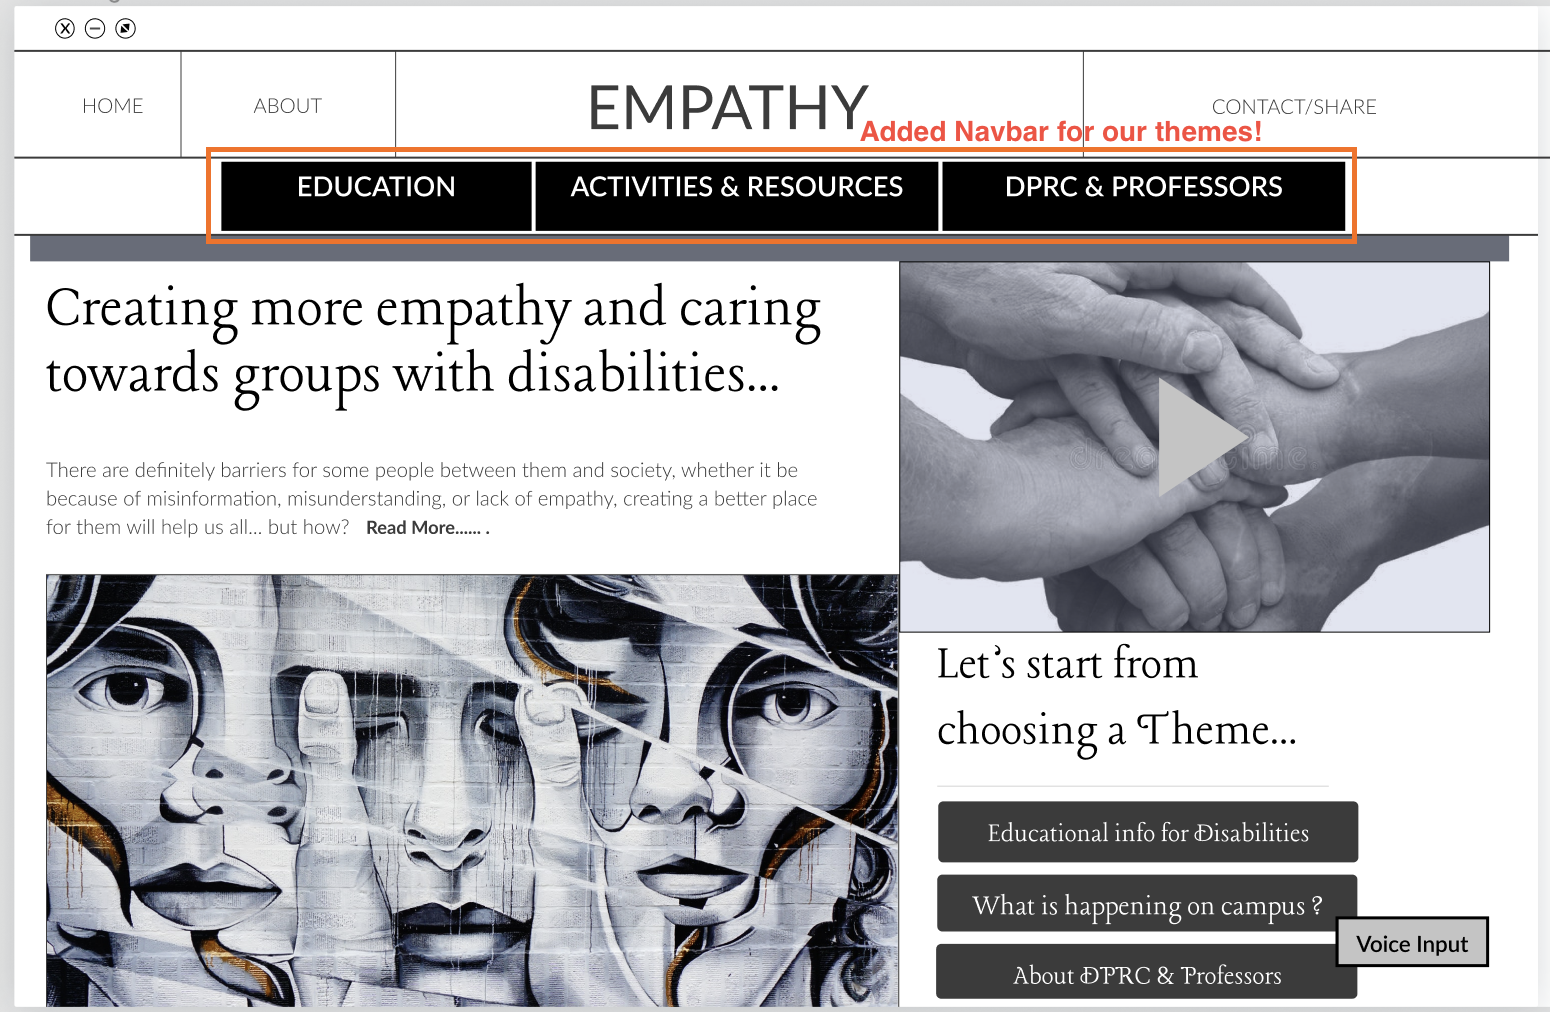 HOME
ABOUT
EMPATHY
CONTACT/SHARE
Added Navbar for our themes!
EDUCATION
ACTIVITIES & RESOURCES
DPRC & PROFESSORS
Creating more empathy and caring
towards groups with disabilities...
There are definitely barriers for some people between them and society, whether it be
because of misinformation, misunderstanding, or lack of empathy, creating a better place
for them will help us all... but how? Read More...... .
Let's start from
choosing a Theme...
Educational info for Disabilities
What is happening on campus ?
About DPRC & Professors
Voice Input